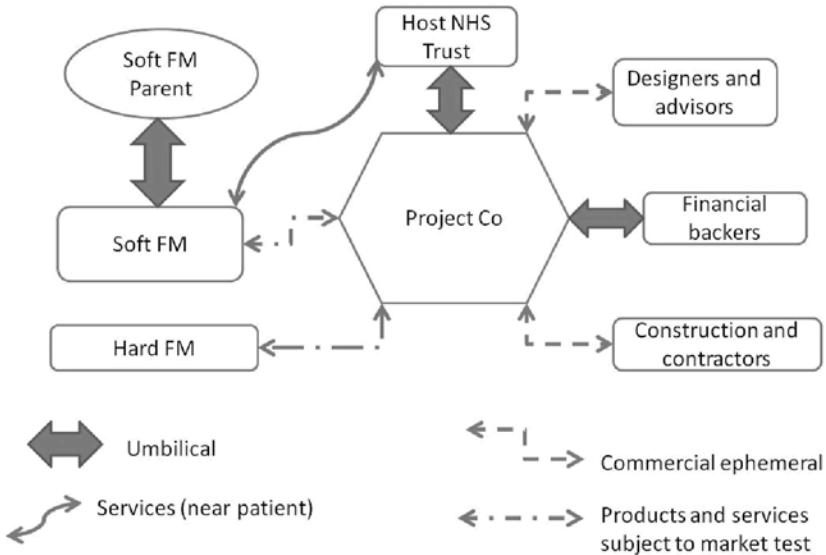 Host NHS
Trust
Soft FM
Parent
Designers and
advisors
Project Co
Financial
backers
Soft FM
Hard FM
Construction and
contractors
Umbilical
Commercial ephemeral
Services (near patient)
Products and services
subject to market test